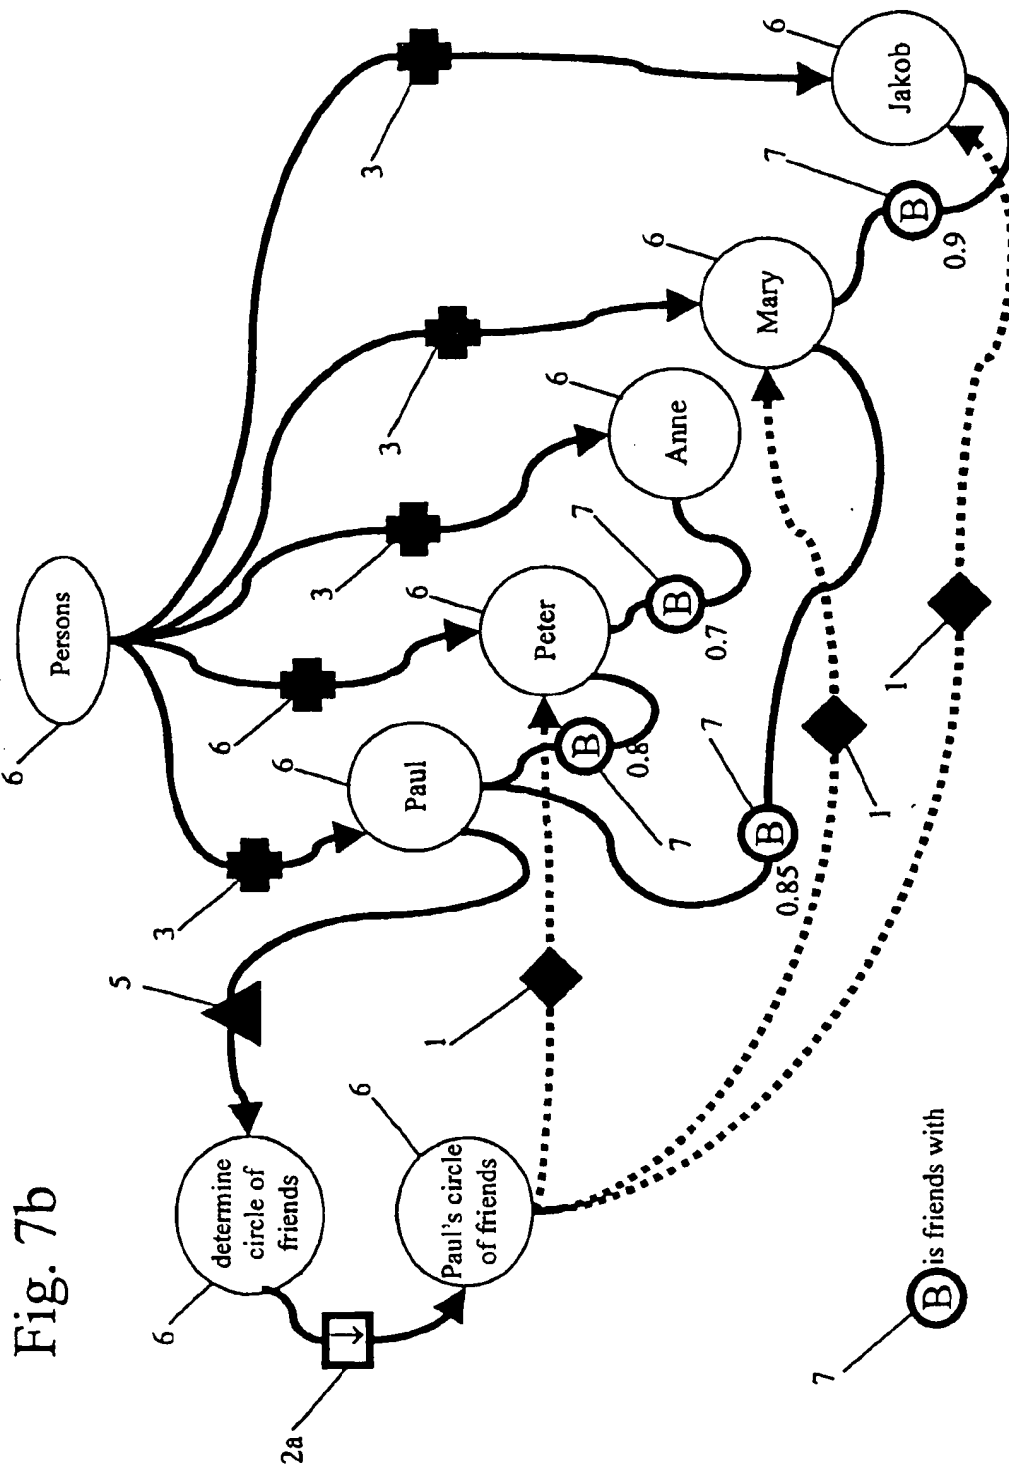 Fig. 7b
6
Persons
3
3
3
6
3
6
Paul
6
Peter
6
Anne
6
Mary
6
Jakob
5
6
determine
circle of
friends
2a
6
Paul's circle
of friends
1
1
1
B
0.8
7
B
0.7
7
B
0.85
7
B
0.9
7
7
B
is friends with